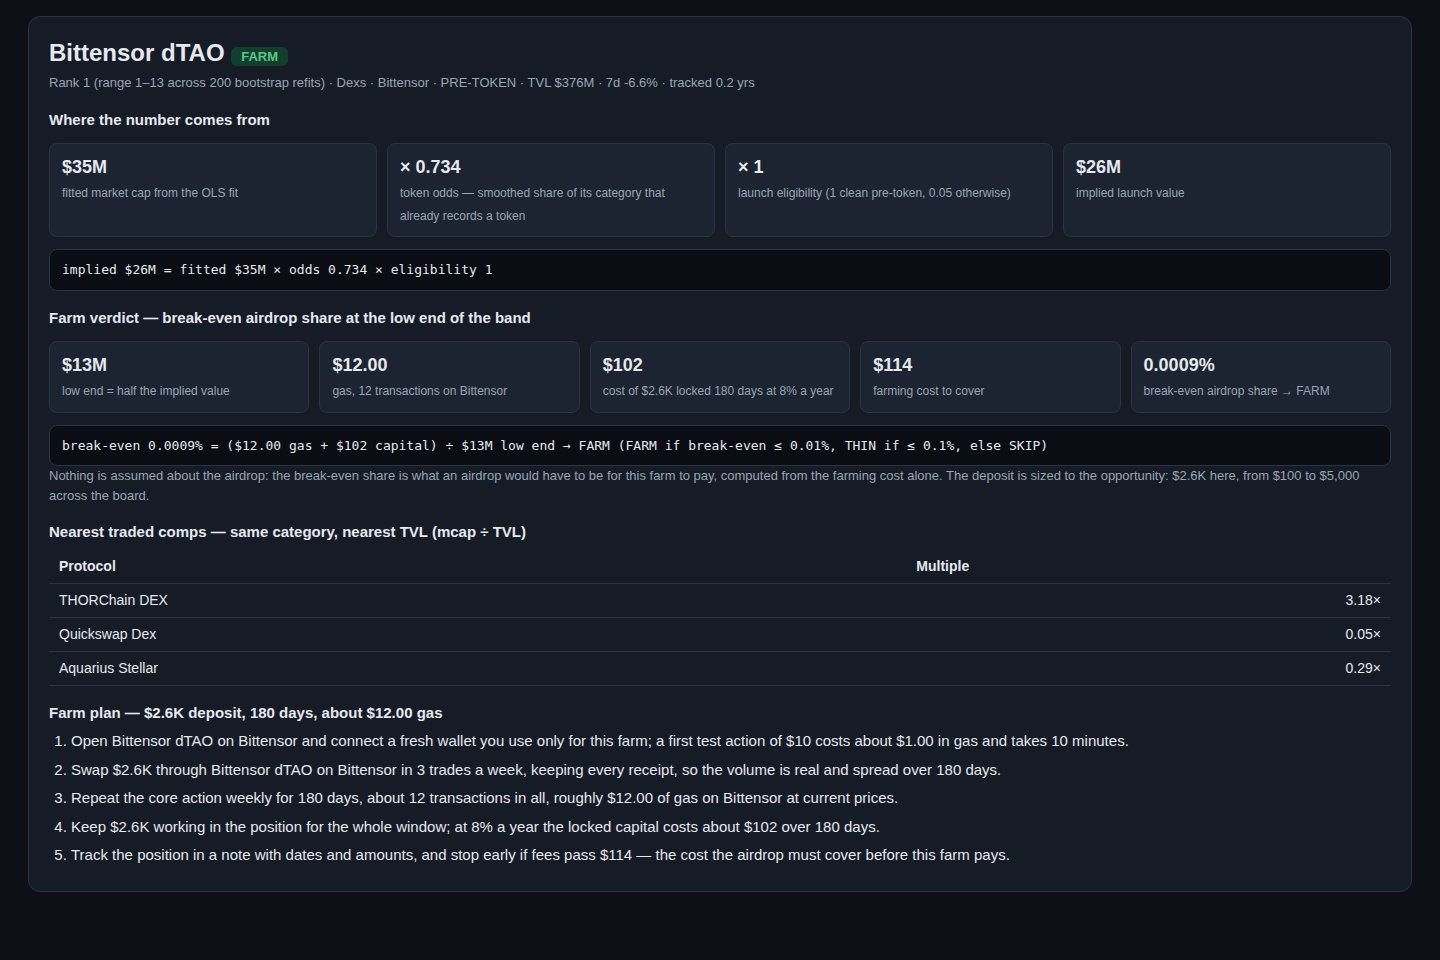 Bittensor dTAO FARM
Rank 1 (range 1–13 across 200 bootstrap refits) · Dexs · Bittensor · PRE-TOKEN · TVL $376M · 7d -6.6% · tracked 0.2 yrs
Where the number comes from
$35M
fitted market cap from the OLS fit
× 0.734
token odds — smoothed share of its category that
already records a token
× 1
launch eligibility (1 clean pre-token, 0.05 otherwise)
$26M
implied launch value
implied $26M = fitted $35M × odds 0.734 × eligibility 1
Farm verdict — break-even airdrop share at the low end of the band
$13M
low end = half the implied value
$12.00
gas, 12 transactions on Bittensor
$102
cost of $2.6K locked 180 days at 8% a year
$114
farming cost to cover
0.0009%
break-even airdrop share → FARM
break-even 0.0009% = ($12.00 gas + $102 capital) ÷ $13M low end → FARM (FARM if break-even ≤ 0.01%, THIN if ≤ 0.1%, else SKIP)
Nothing is assumed about the airdrop: the break-even share is what an airdrop would have to be for this farm to pay, computed from the farming cost alone. The deposit is sized to the opportunity: $2.6K here, from $100 to $5,000
across the board.
Nearest traded comps — same category, nearest TVL (mcap ÷ TVL)
Protocol Multiple
THORChain DEX 3.18×
Quickswap Dex 0.05×
Aquarius Stellar 0.29×
Farm plan — $2.6K deposit, 180 days, about $12.00 gas
1. Open Bittensor dTAO on Bittensor and connect a fresh wallet you use only for this farm; a first test action of $10 costs about $1.00 in gas and takes 10 minutes.
2. Swap $2.6K through Bittensor dTAO on Bittensor in 3 trades a week, keeping every receipt, so the volume is real and spread over 180 days.
3. Repeat the core action weekly for 180 days, about 12 transactions in all, roughly $12.00 of gas on Bittensor at current prices.
4. Keep $2.6K working in the position for the whole window; at 8% a year the locked capital costs about $102 over 180 days.
5. Track the position in a note with dates and amounts, and stop early if fees pass $114 — the cost the airdrop must cover before this farm pays.